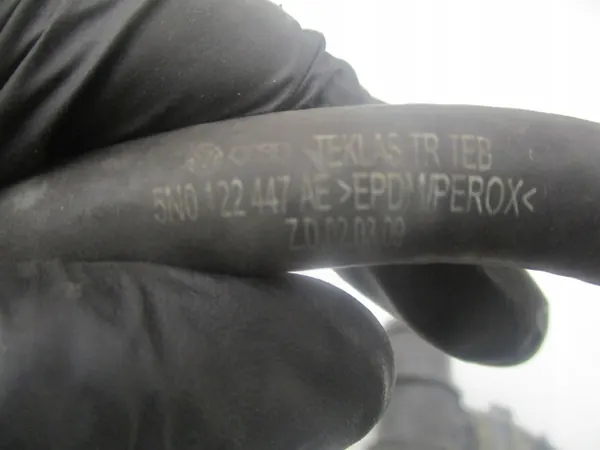 TEKLAS TR TEB
5N0 122 447 AE >EPDM/PEROX<
Z.D.02.03.09